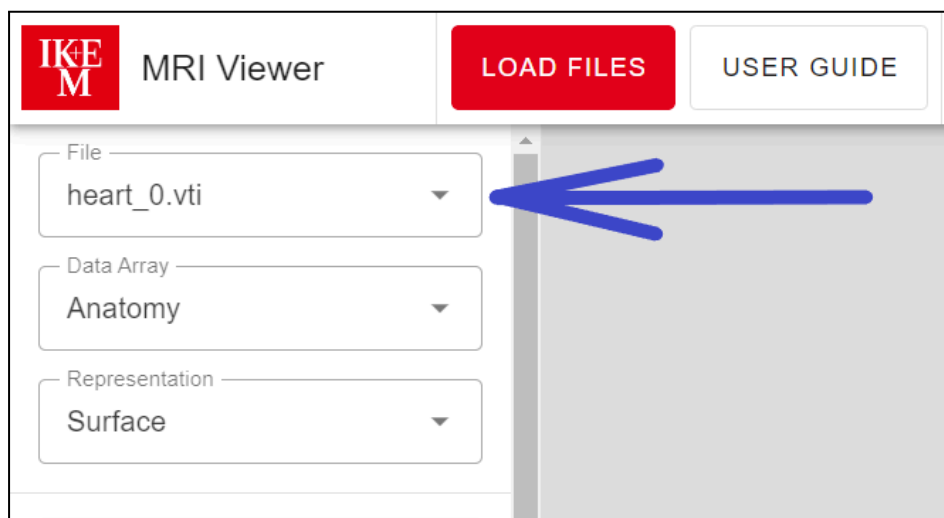 IK+E
M
MRI Viewer
LOAD FILES
USER GUIDE
File
heart_0.vti
Data Array
Anatomy
Representation
Surface